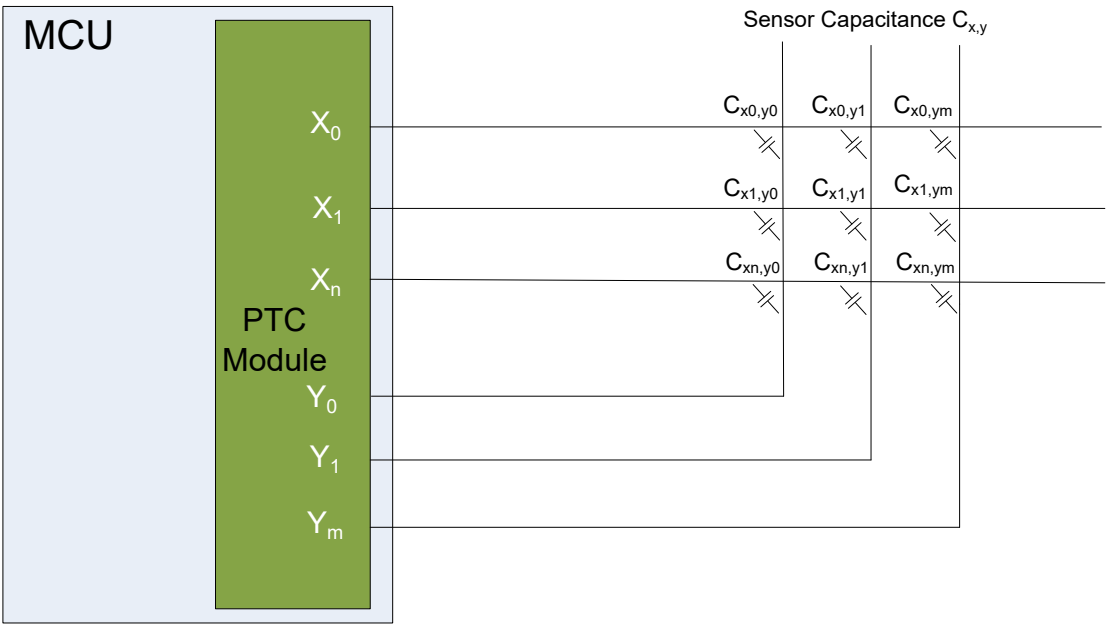 MCU
Sensor Capacitance Cx,y
Cx0,y0 Cx0,y1 Cx0,ym
X0
Cx1,y0 Cx1,y1 Cx1,ym
X1
Cxn,y0 Cxn,y1 Cxn,ym
Xn
PTC
Module
Y0
Y1
Ym